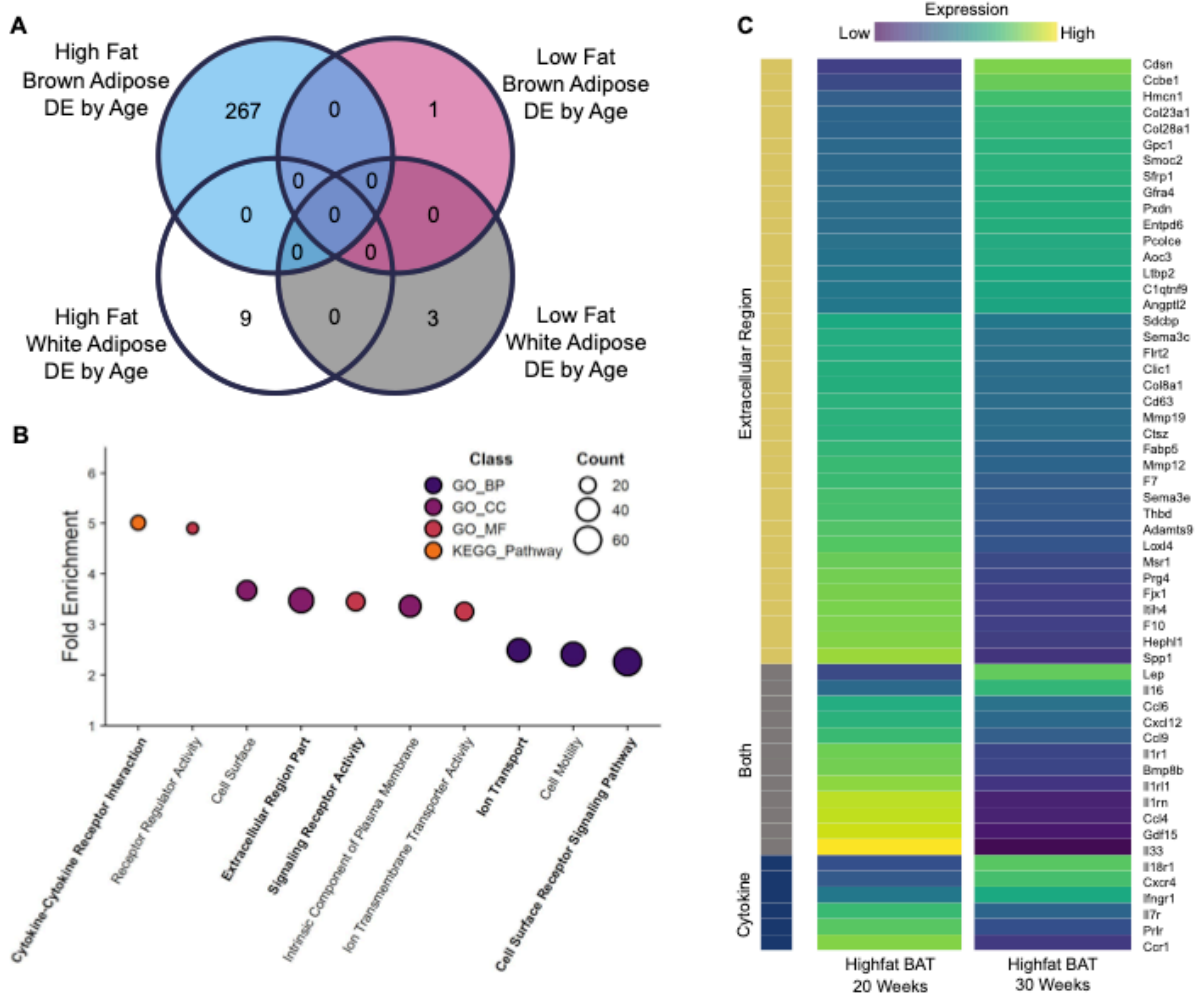 A
High Fat
Brown Adipose
DE by Age
Low Fat
Brown Adipose
DE by Age
267
0
1
0
0
0
0
0
0
0
9
0
3
High Fat
White Adipose
DE by Age
Low Fat
White Adipose
DE by Age
B
Fold Enrichment
6
5
4
3
2
1
Class
GO_BP
GO_CC
GO_MF
KEGG_Pathway
Count
20
40
60
Cytokine-Cytokine Receptor Interaction
Receptor Regulator Activity
Cell Surface
Extracellular Region Part
Signaling Receptor Activity
Intrinsic Component of Plasma Membrane
Ion Transmembrane Transporter Activity
Ion Transport
Cell Motility
Cell Surface Receptor Signaling Pathway
C
Expression
Low
High
Extracellular Region
Both
Cytokine
Cdsn
Ccbe1
Hmcn1
Col23a1
Col28a1
Gpc1
Smoc2
Sfrp1
Gfra4
Pxdn
Entpd6
Pcolce
Aoc3
Ltbp2
C1qtnf9
Angptl2
Sdcbp
Sema3c
Flrt2
Clic1
Col8a1
Cd63
Mmp19
Ctsz
Fabp5
Mmp12
F7
Sema3e
Thbd
Adamts9
Loxl4
Msr1
Prg4
Fjx1
Itih4
F10
Hephl1
Spp1
Lep
Il16
Ccl6
Cxcl12
Ccl9
Il1r1
Bmp8b
Il1rl1
Il1rn
Ccl4
Gdf15
Il33
Il18r1
Cxcr4
Ifngr1
Il7r
Prlr
Ccr1
Highfat BAT
20 Weeks
Highfat BAT
30 Weeks